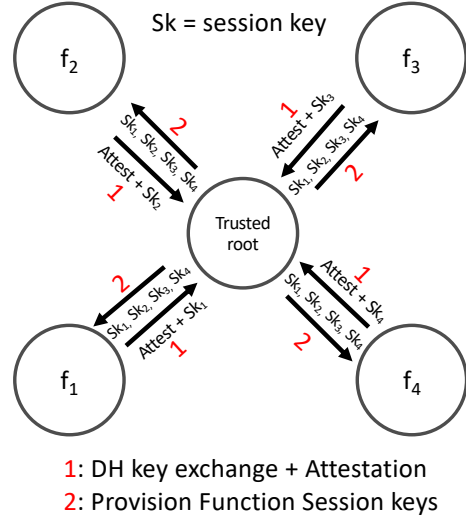 Sk = session key
f2
f3
2
Sk1, Sk2, Sk3, Sk4
Attest + Sk2
1
1
Attest + Sk3
Sk1, Sk2, Sk3, Sk4
2
Trusted
root
2
Sk1, Sk2, Sk3, Sk4
Attest + Sk1
1
1
Attest + Sk4
Sk1, Sk2, Sk3, Sk4
2
f1
f4
1: DH key exchange + Attestation
2: Provision Function Session keys